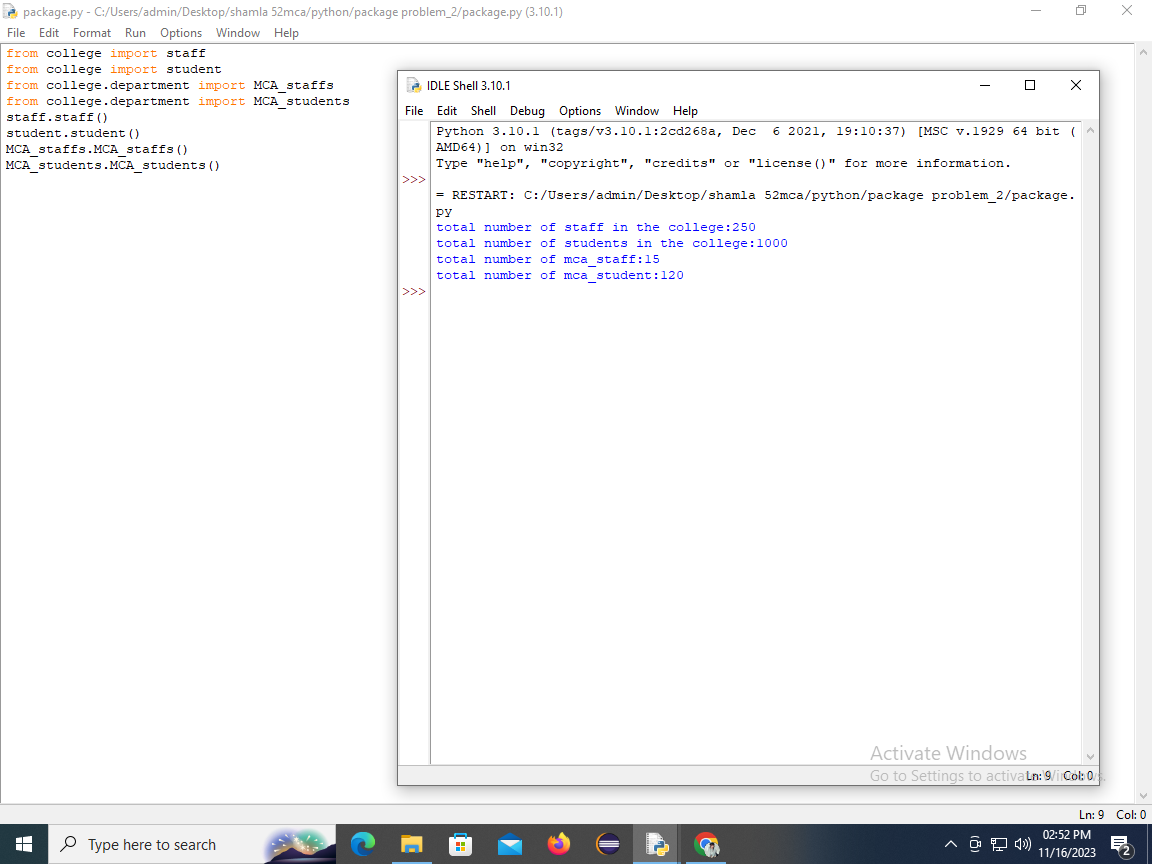 package.py - C:/Users/admin/Desktop/shamla 52mca/python/package problem_2/package.py (3.10.1)
File Edit Format Run Options Window Help
from college import staff
from college import student
from college.department import MCA_staffs
from college.department import MCA_students
staff.staff()
student.student()
MCA_staffs.MCA_staffs()
MCA_students.MCA_students()
IDLE Shell 3.10.1
File Edit Shell Debug Options Window Help
Python 3.10.1 (tags/v3.10.1:2cd268a, Dec  6 2021, 19:10:37) [MSC v.1929 64 bit (
AMD64)] on win32
Type "help", "copyright", "credits" or "license()" for more information.
>>>
= RESTART: C:/Users/admin/Desktop/shamla 52mca/python/package problem_2/package.
py
total number of staff in the college:250
total number of students in the college:1000
total number of mca_staff:15
total number of mca_student:120
>>>
Activate Windows
Go to Settings to activate Windows.
Ln: 9 Col: 0
Ln: 9 Col: 0
Type here to search
02:52 PM
11/16/2023
2